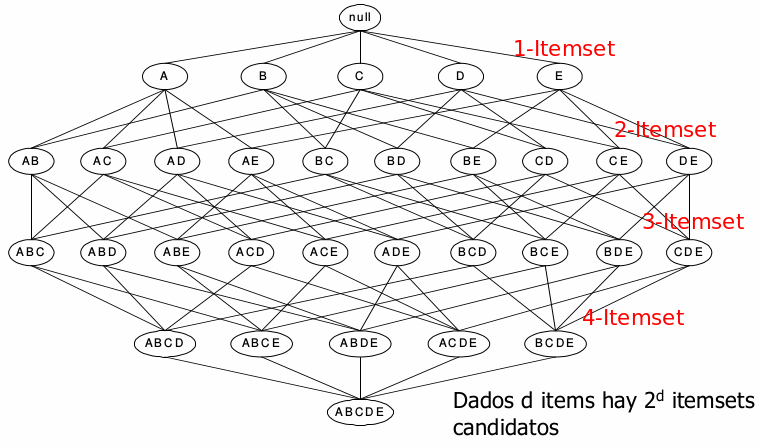 null
1-Itemset
A B C D E
2-Itemset
AB AC AD AE BC BD BE CD CE DE
3-Itemset
ABC ABD ABE ACD ACE ADE BCD BCE BDE CDE
4-Itemset
ABCD ABCE ABDE ACDE BCDE
ABCDE
Dados d items hay 2^d itemsets
candidatos